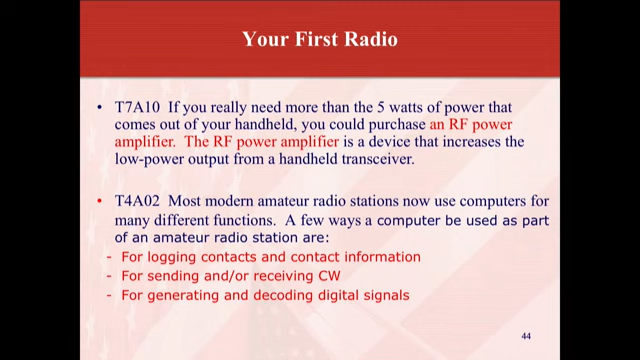 Your First Radio
• T7A10 If you really need more than the 5 watts of power that
comes out of your handheld, you could purchase an RF power
amplifier. The RF power amplifier is a device that increases the
low-power output from a handheld transceiver.
• T4A02 Most modern amateur radio stations now use computers for
many different functions. A few ways a computer be used as part
of an amateur radio station are:
- For logging contacts and contact information
- For sending and/or receiving CW
- For generating and decoding digital signals
44